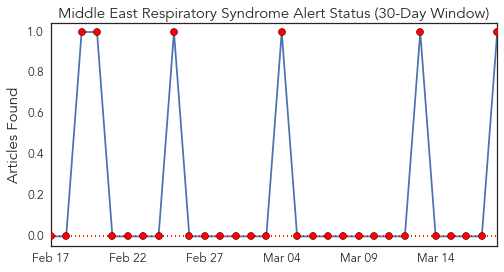 Middle East Respiratory Syndrome Alert Status (30-Day Window)
Articles Found
1.0
0.8
0.6
0.4
0.2
0.0
Feb 17 Feb 22 Feb 27 Mar 04 Mar 09 Mar 14